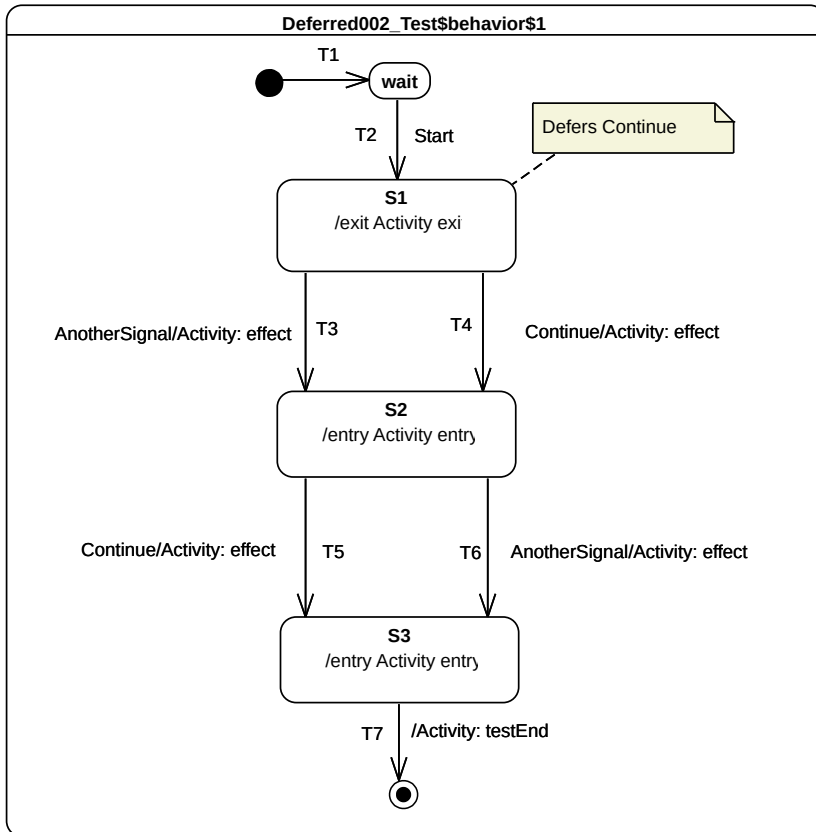 Deferred002_Test$behavior$1
T1
wait
T2
Start
Defers Continue
S1
/exit Activity exi
AnotherSignal/Activity: effect
T3
T4
Continue/Activity: effect
S2
/entry Activity entry
Continue/Activity: effect
T5
T6
AnotherSignal/Activity: effect
S3
/entry Activity entry
T7
/Activity: testEnd